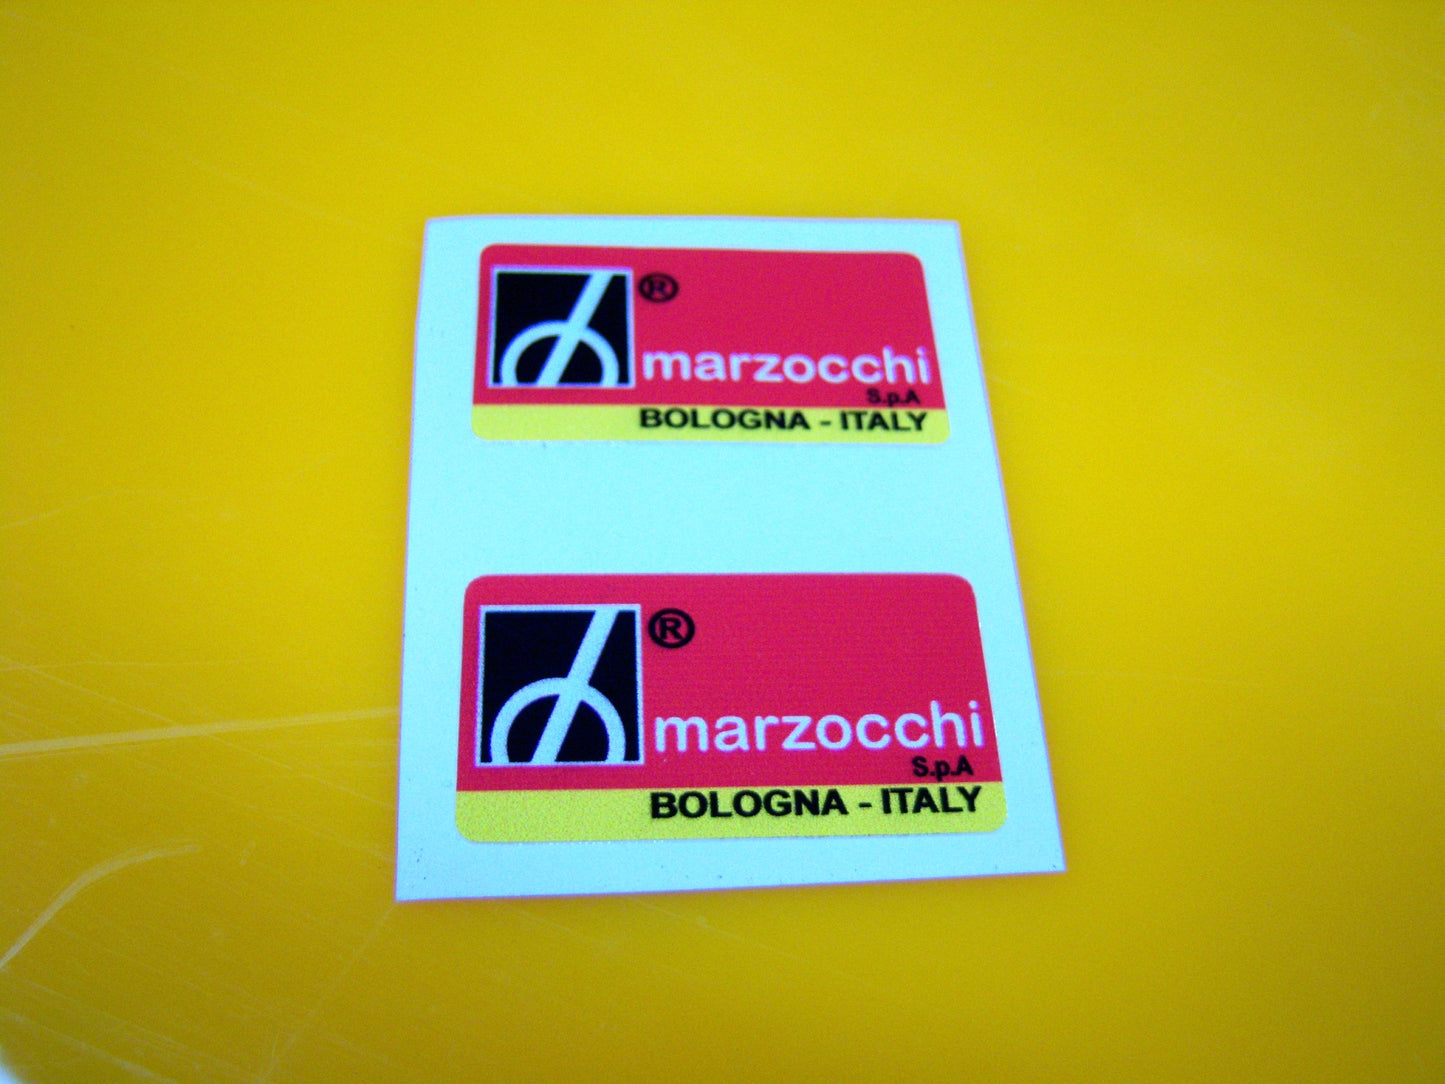 ®
marzocchi
S.p.A
BOLOGNA - ITALY
®
marzocchi
S.p.A
BOLOGNA - ITALY